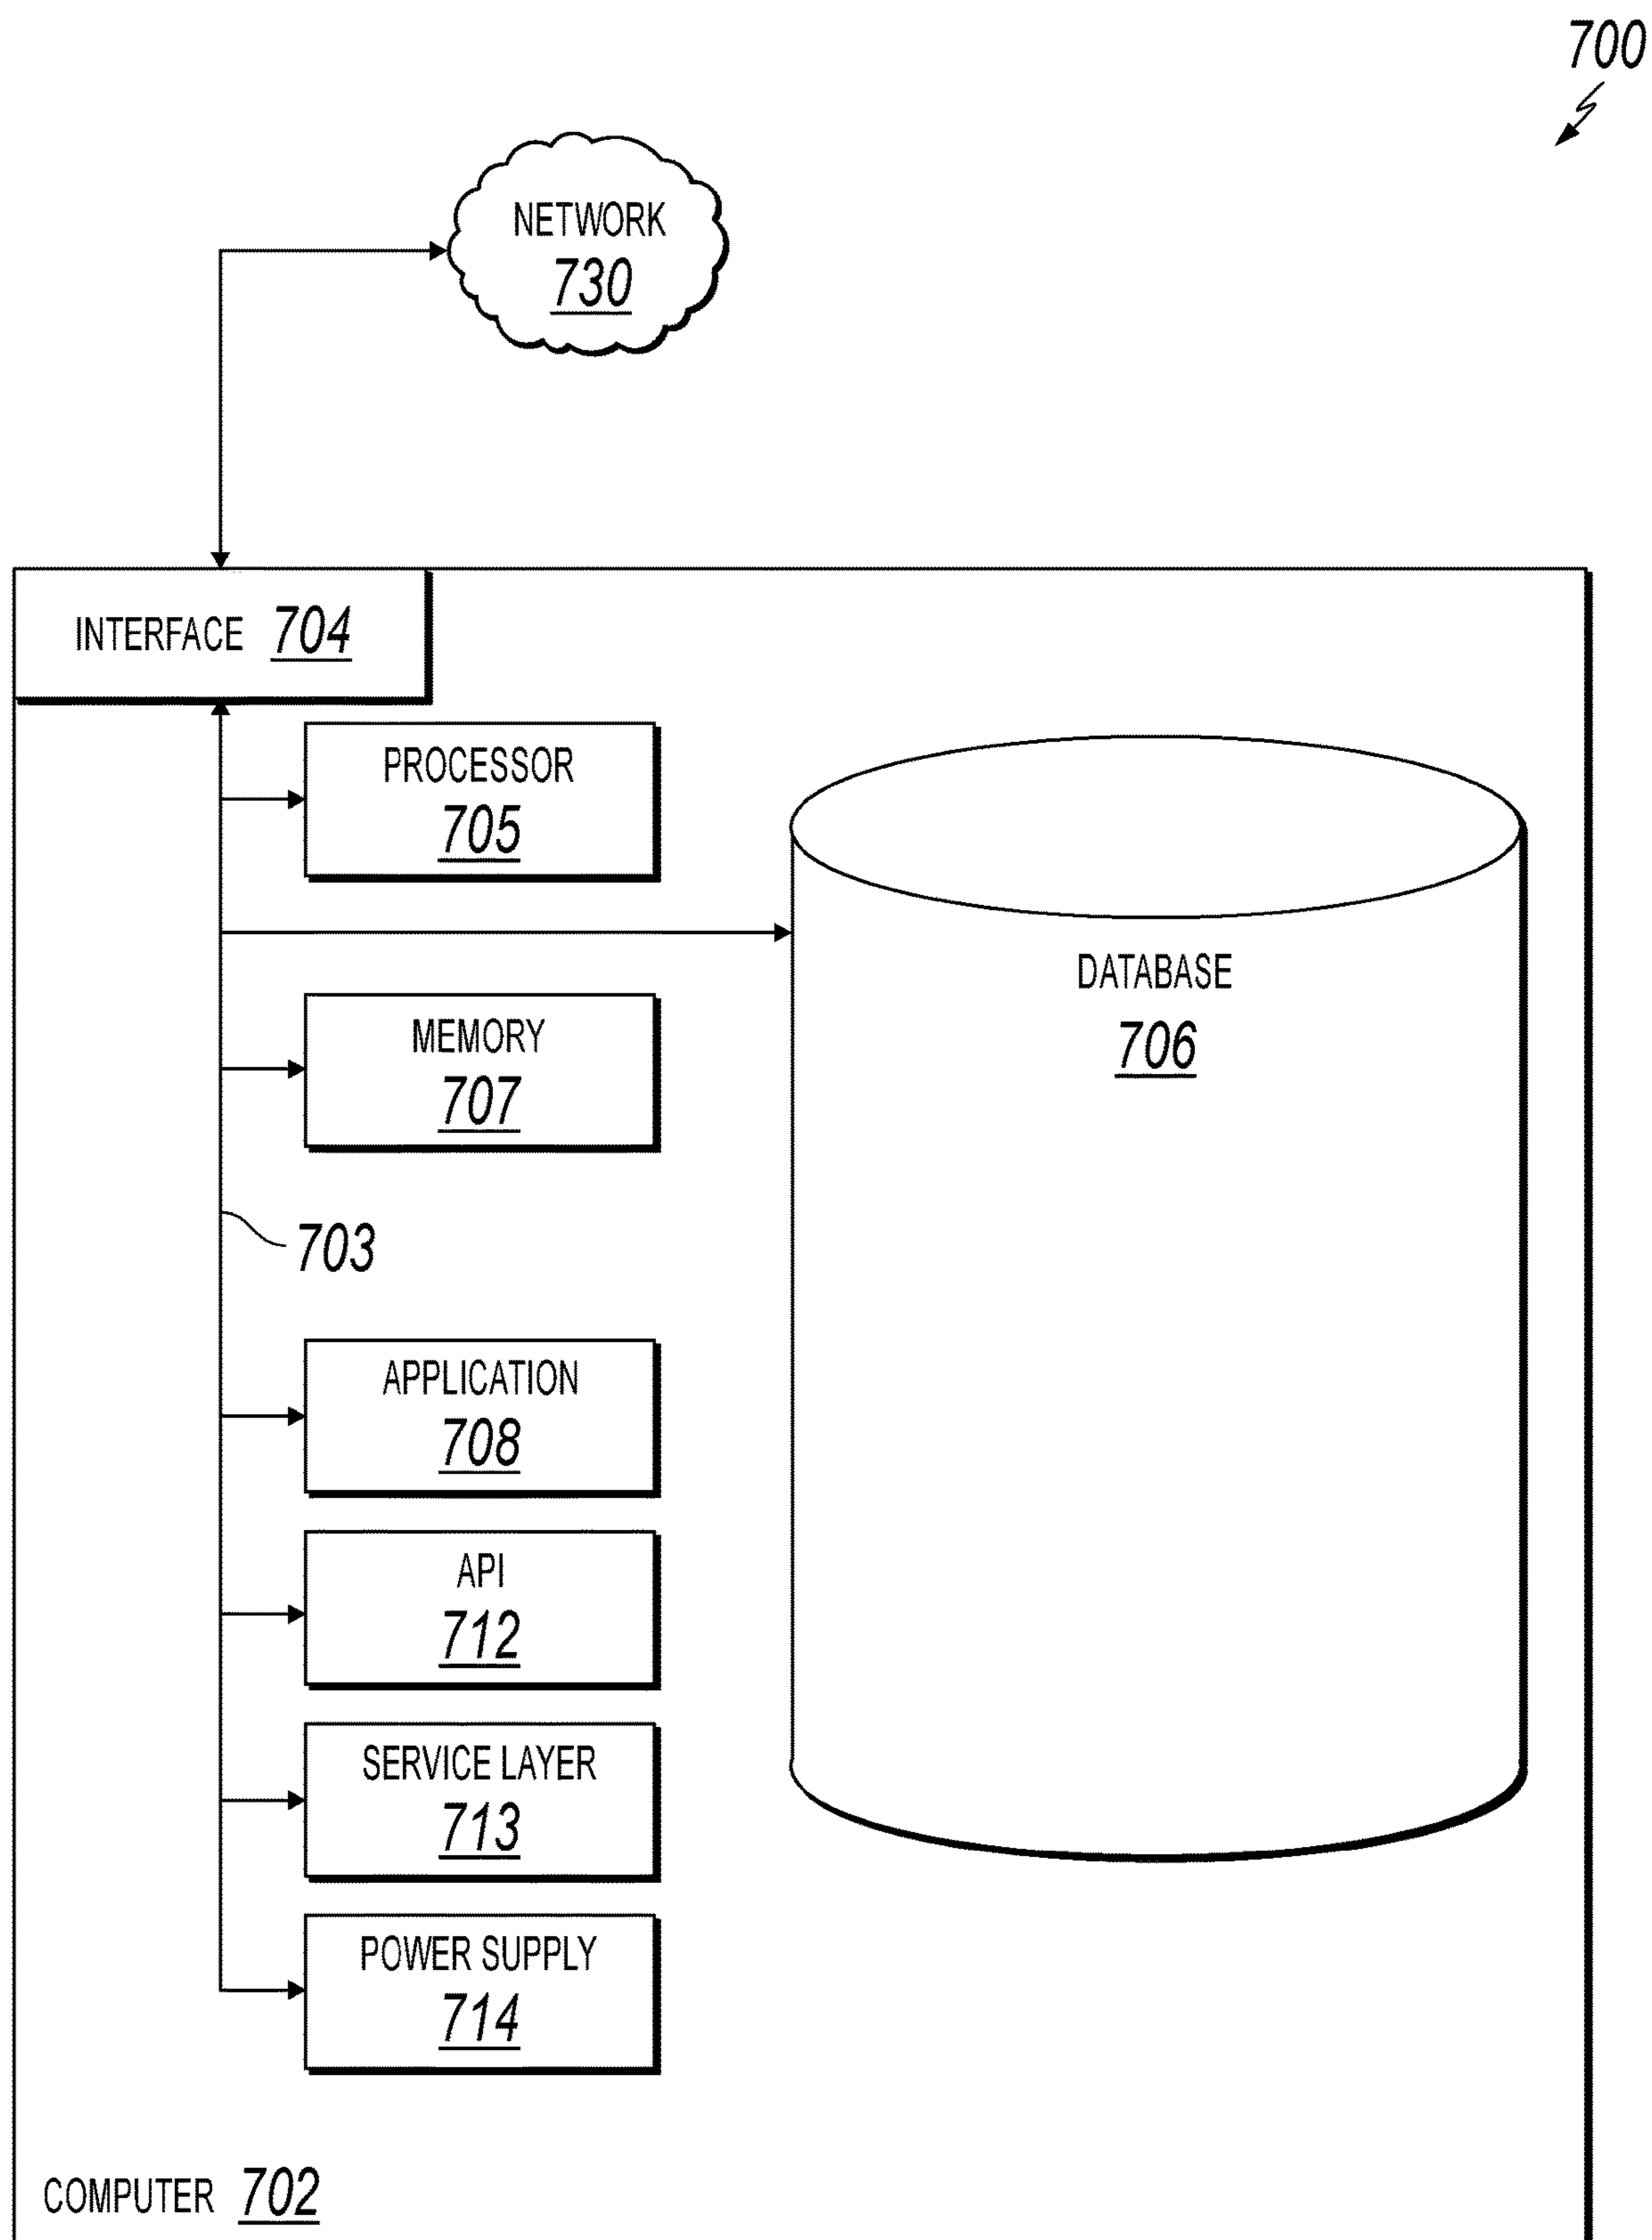 700
NETWORK
730
INTERFACE 704
PROCESSOR
705
DATABASE
706
MEMORY
707
703
APPLICATION
708
API
712
SERVICE LAYER
713
POWER SUPPLY
714
COMPUTER 702